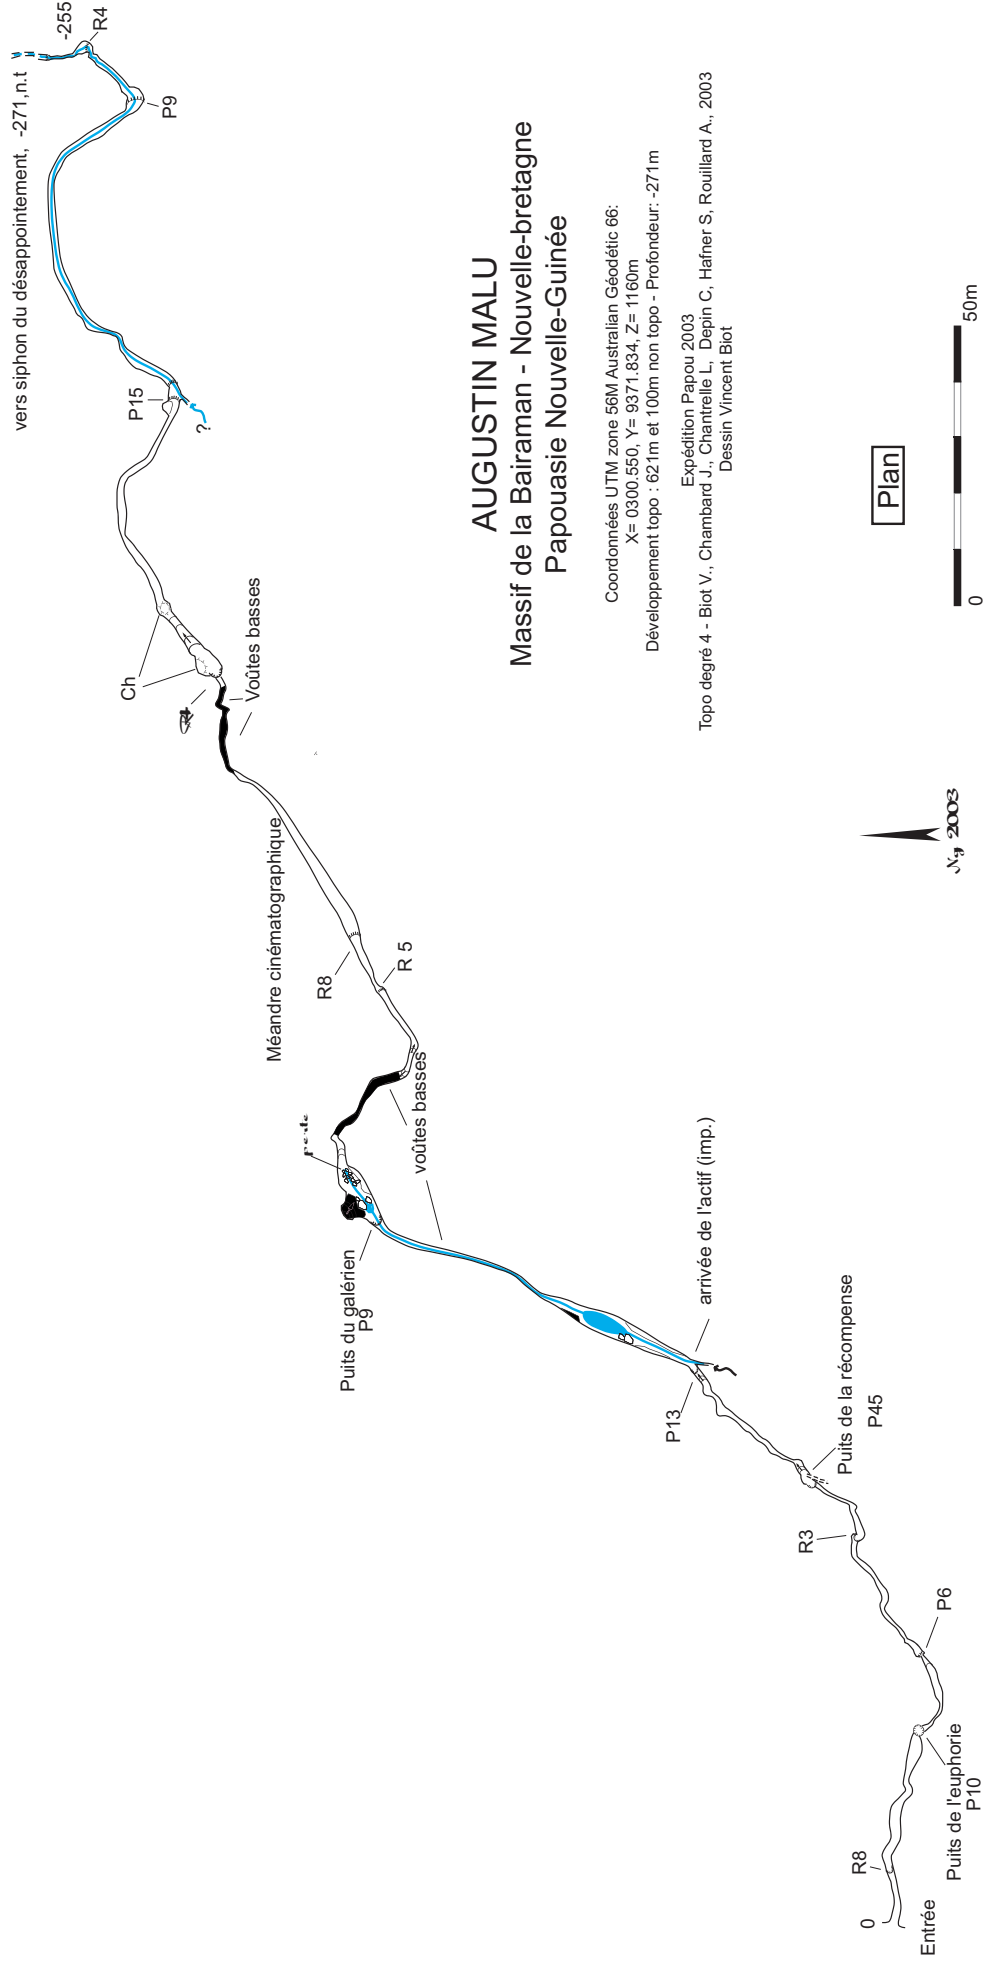 AUGUSTIN MALU
Massif de la Bairaman - Nouvelle-bretagne
Papouasie Nouvelle-Guinée
Coordonnées UTM zone 56M Australian Géodétic 66:
X= 0300.550, Y= 9371.834, Z= 1160m
Développement topo : 621m et 100m non topo - Profondeur: -271m
Expédition Papou 2003
Topo degré 4 - Biot V., Chambard J., Chantrelle L, Depin C, Hafner S, Rouillard A., 2003
Dessin Vincent Biot
Plan
0
50m
2003
0
Entrée
R8
Puits de l'euphorie
P10
P6
R3
Puits de la récompense
P45
P13
arrivée de l'actif (imp.)
voûtes basses
Puits du galérien
P9
perte
R 5
R8
Méandre cinématographique
Voûtes basses
Ch
P15
?
P9
R4
-255
vers siphon du désappointement, -271,n.t